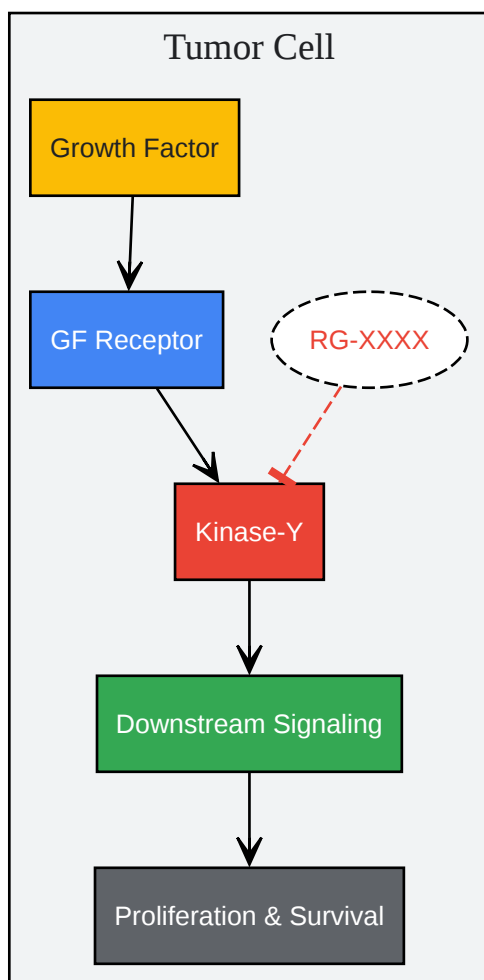 Tumor Cell
Growth Factor
GF Receptor
RG-XXXX
Kinase-Y
Downstream Signaling
Proliferation & Survival